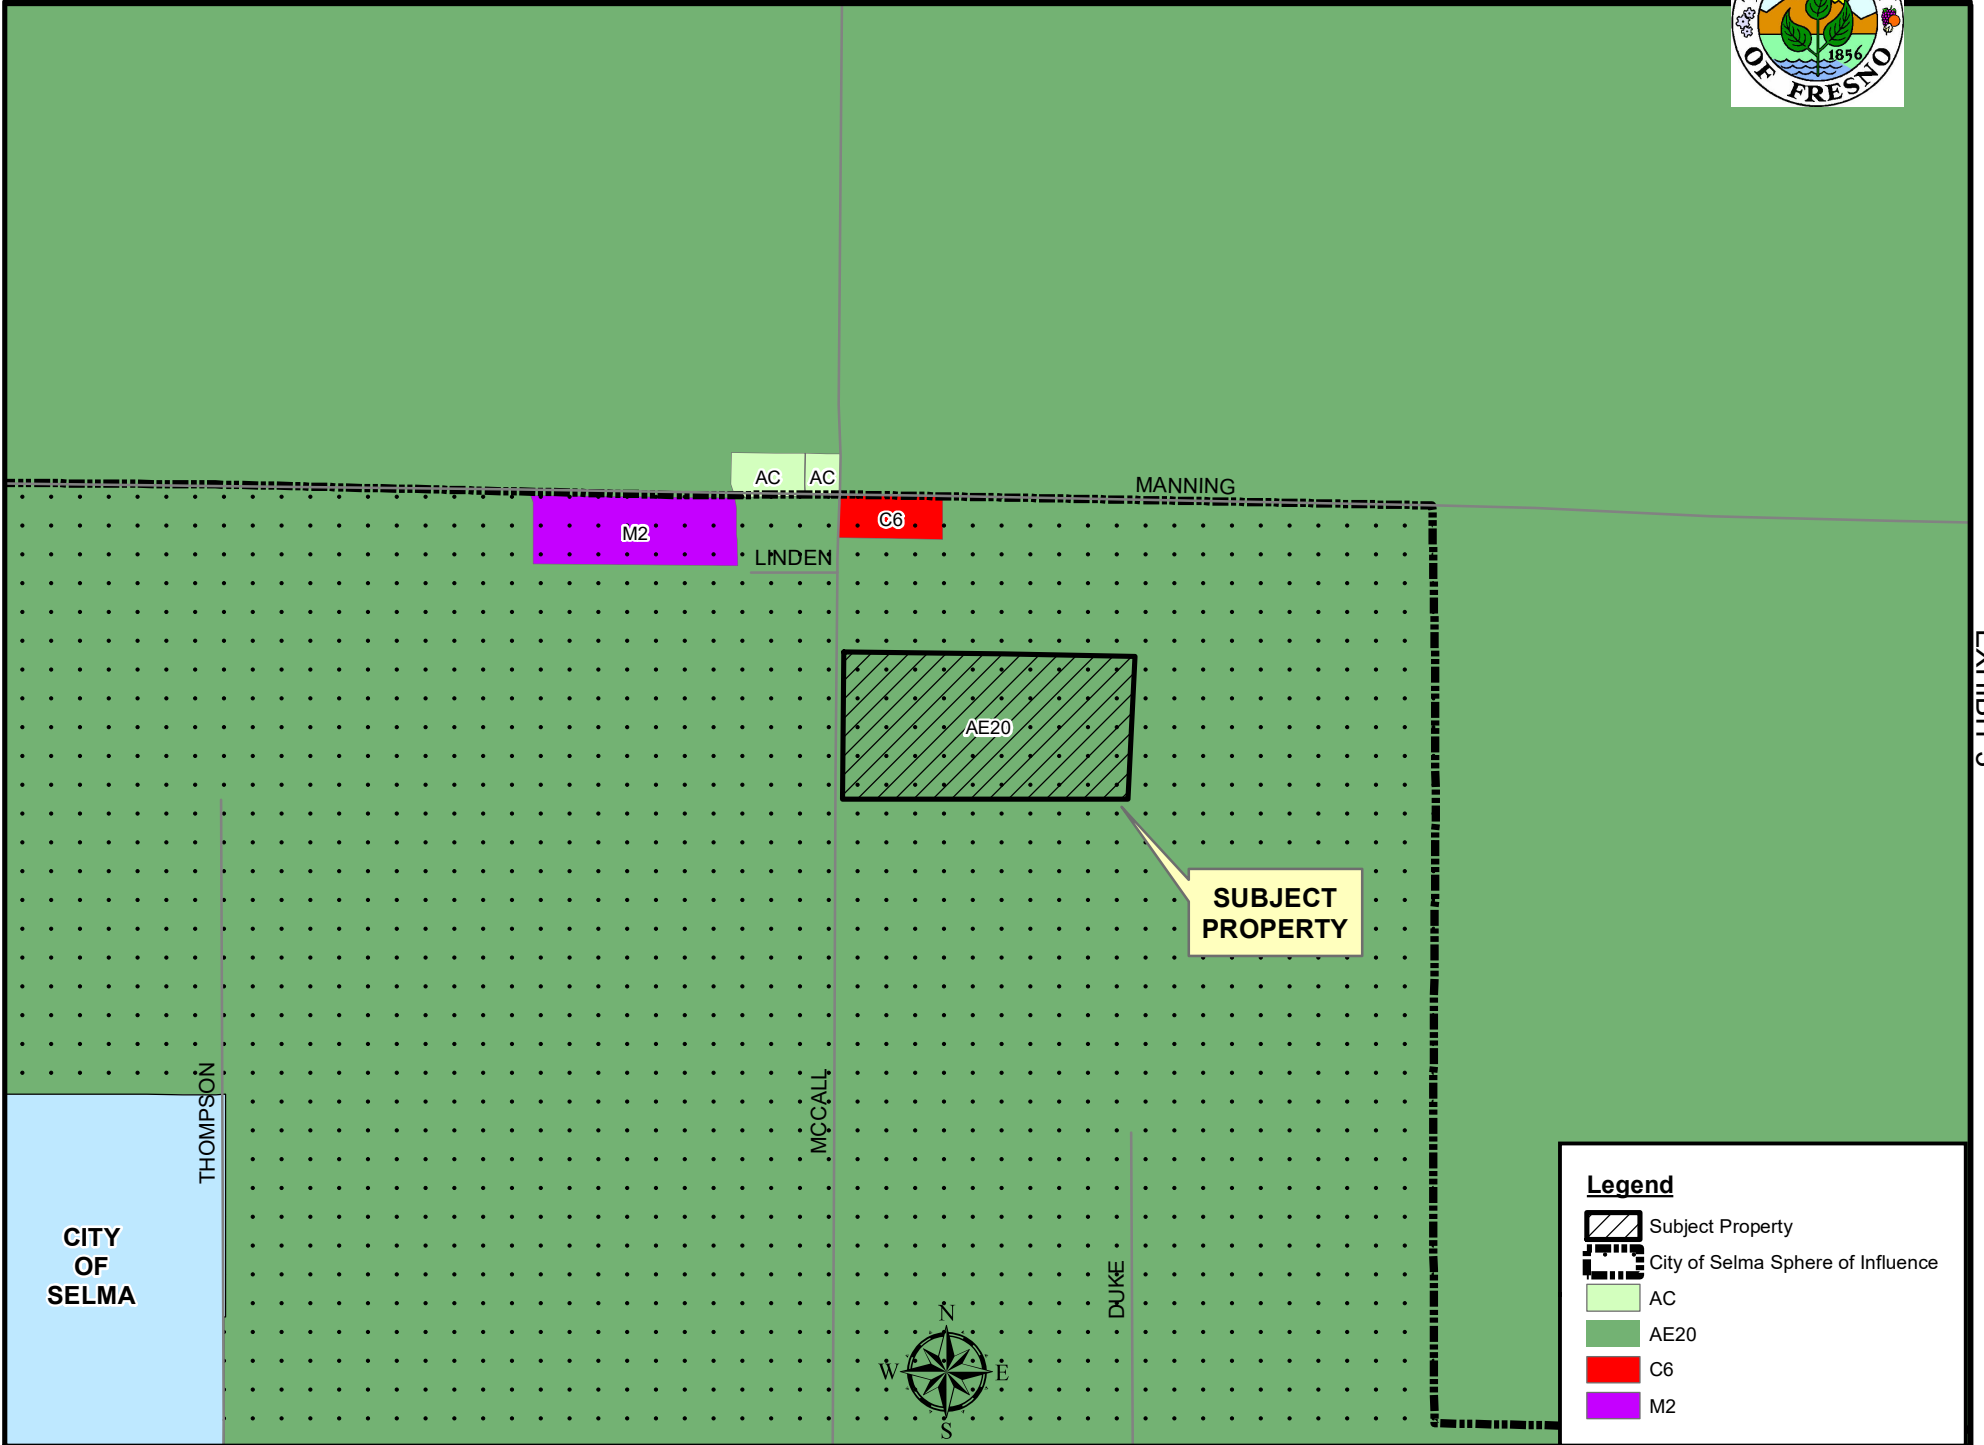 1856
OF FRESNO
AC
AC
MANNING
M2
C6
LINDEN
AE20
SUBJECT
PROPERTY
THOMPSON
MCCALL
DUKE
CITY
OF
SELMA
N
W
E
S
Legend
Subject Property
City of Selma Sphere of Influence
AC
AE20
C6
M2